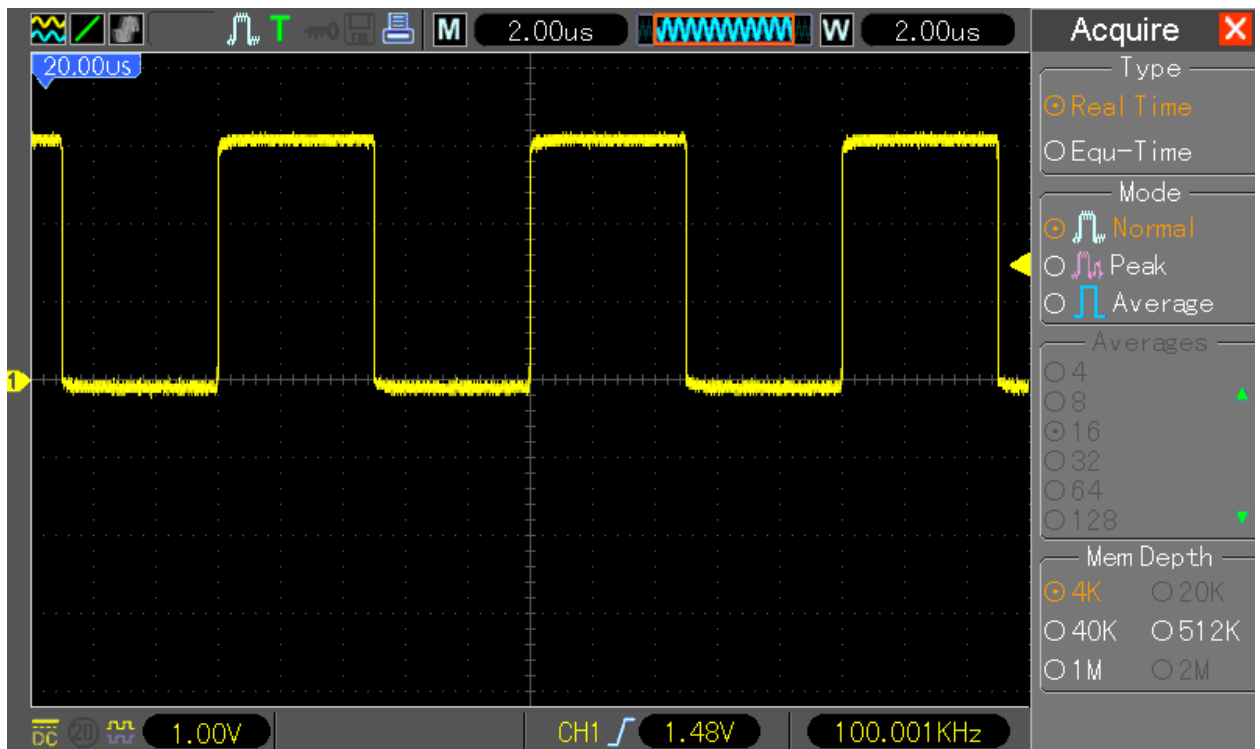 T M 2.00us W 2.00us Acquire X
20.00us
Type
Real Time
Equ-Time
Mode
Normal
Peak
Average
Averages
4
8
16
32
64
128
Mem Depth
4K 20K
40K 512K
1M 2M
1
DC 2D 1.00V CH1 1.48V 100.001KHz